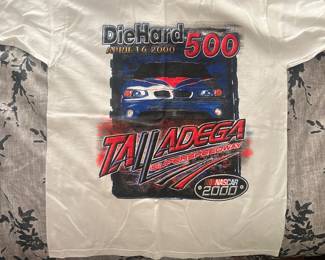 DieHard 500
APRIL 16 2000
TALLADEGA
SUPERSPEEDWAY
NASCAR
2000